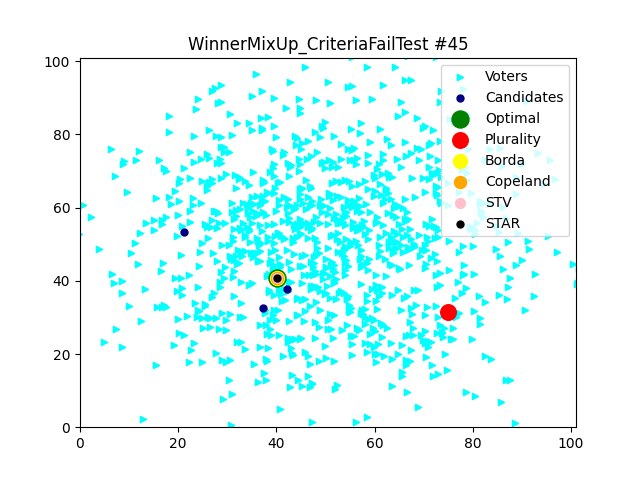 WinnerMixUp_CriteriaFailTest #45
100
80
60
40
20
0
0 20 40 60 80 100
Voters
Candidates
Optimal
Plurality
Borda
Copeland
STV
STAR